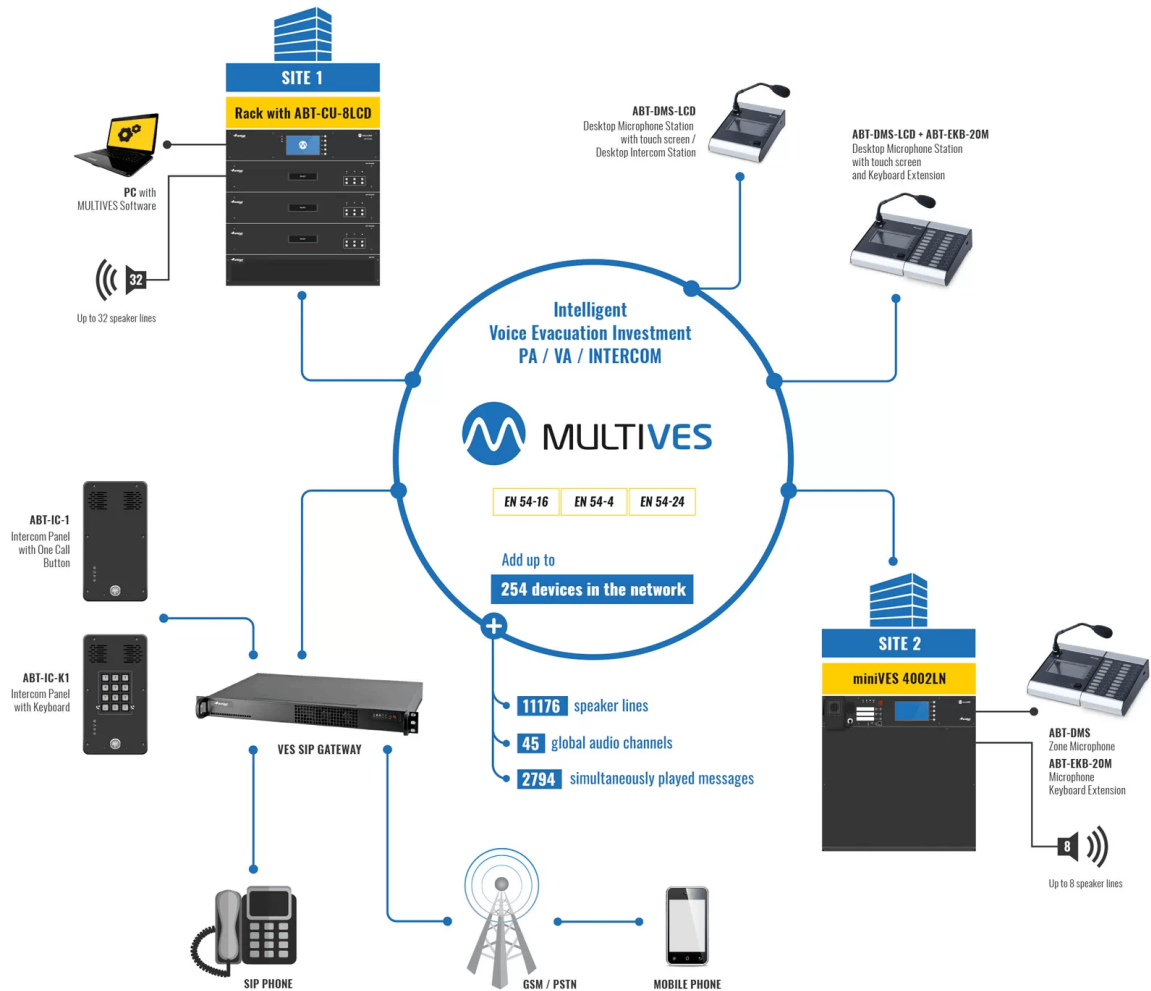 SITE 1
Rack with ABT-CU-8LCD
PC with
MULTIVES Software
32
Up to 32 speaker lines
ABT-DMS-LCD
Desktop Microphone Station
with touch screen /
Desktop Intercom Station
ABT-DMS-LCD + ABT-EKB-20M
Desktop Microphone Station
with touch screen
and Keyboard Extension
Intelligent
Voice Evacuation Investment
PA / VA / INTERCOM
MULTIVES
EN 54-16
EN 54-4
EN 54-24
Add up to
254 devices in the network
11176 speaker lines
45 global audio channels
2794 simultaneously played messages
ABT-IC-1
Intercom Panel
with One Call
Button
ABT-IC-K1
Intercom Panel
with Keyboard
VES SIP GATEWAY
SIP PHONE
GSM / PSTN
MOBILE PHONE
SITE 2
miniVES 4002LN
ABT-DMS
Zone Microphone
ABT-EKB-20M
Microphone
Keyboard Extension
8
Up to 8 speaker lines